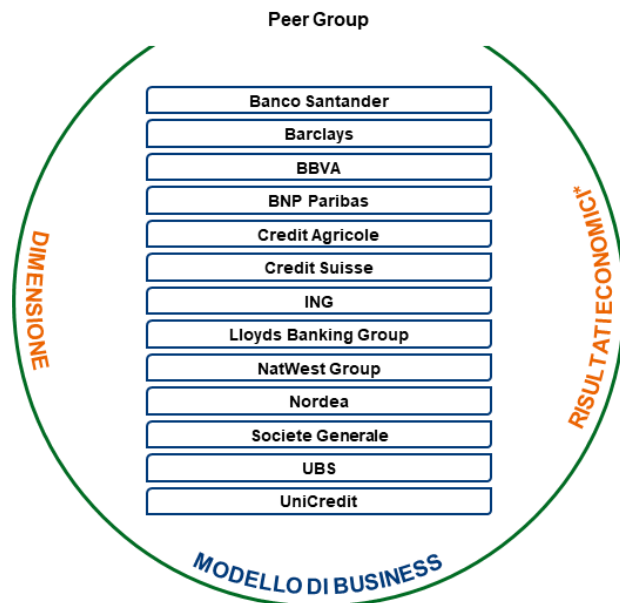 Peer Group
Banco Santander
Barclays
BBVA
BNP Paribas
Credit Agricole
Credit Suisse
ING
Lloyds Banking Group
NatWest Group
Nordea
Societe Generale
UBS
UniCredit
DIMENSIONE
RISULTATI ECONOMICI*
MODELLO DI BUSINESS